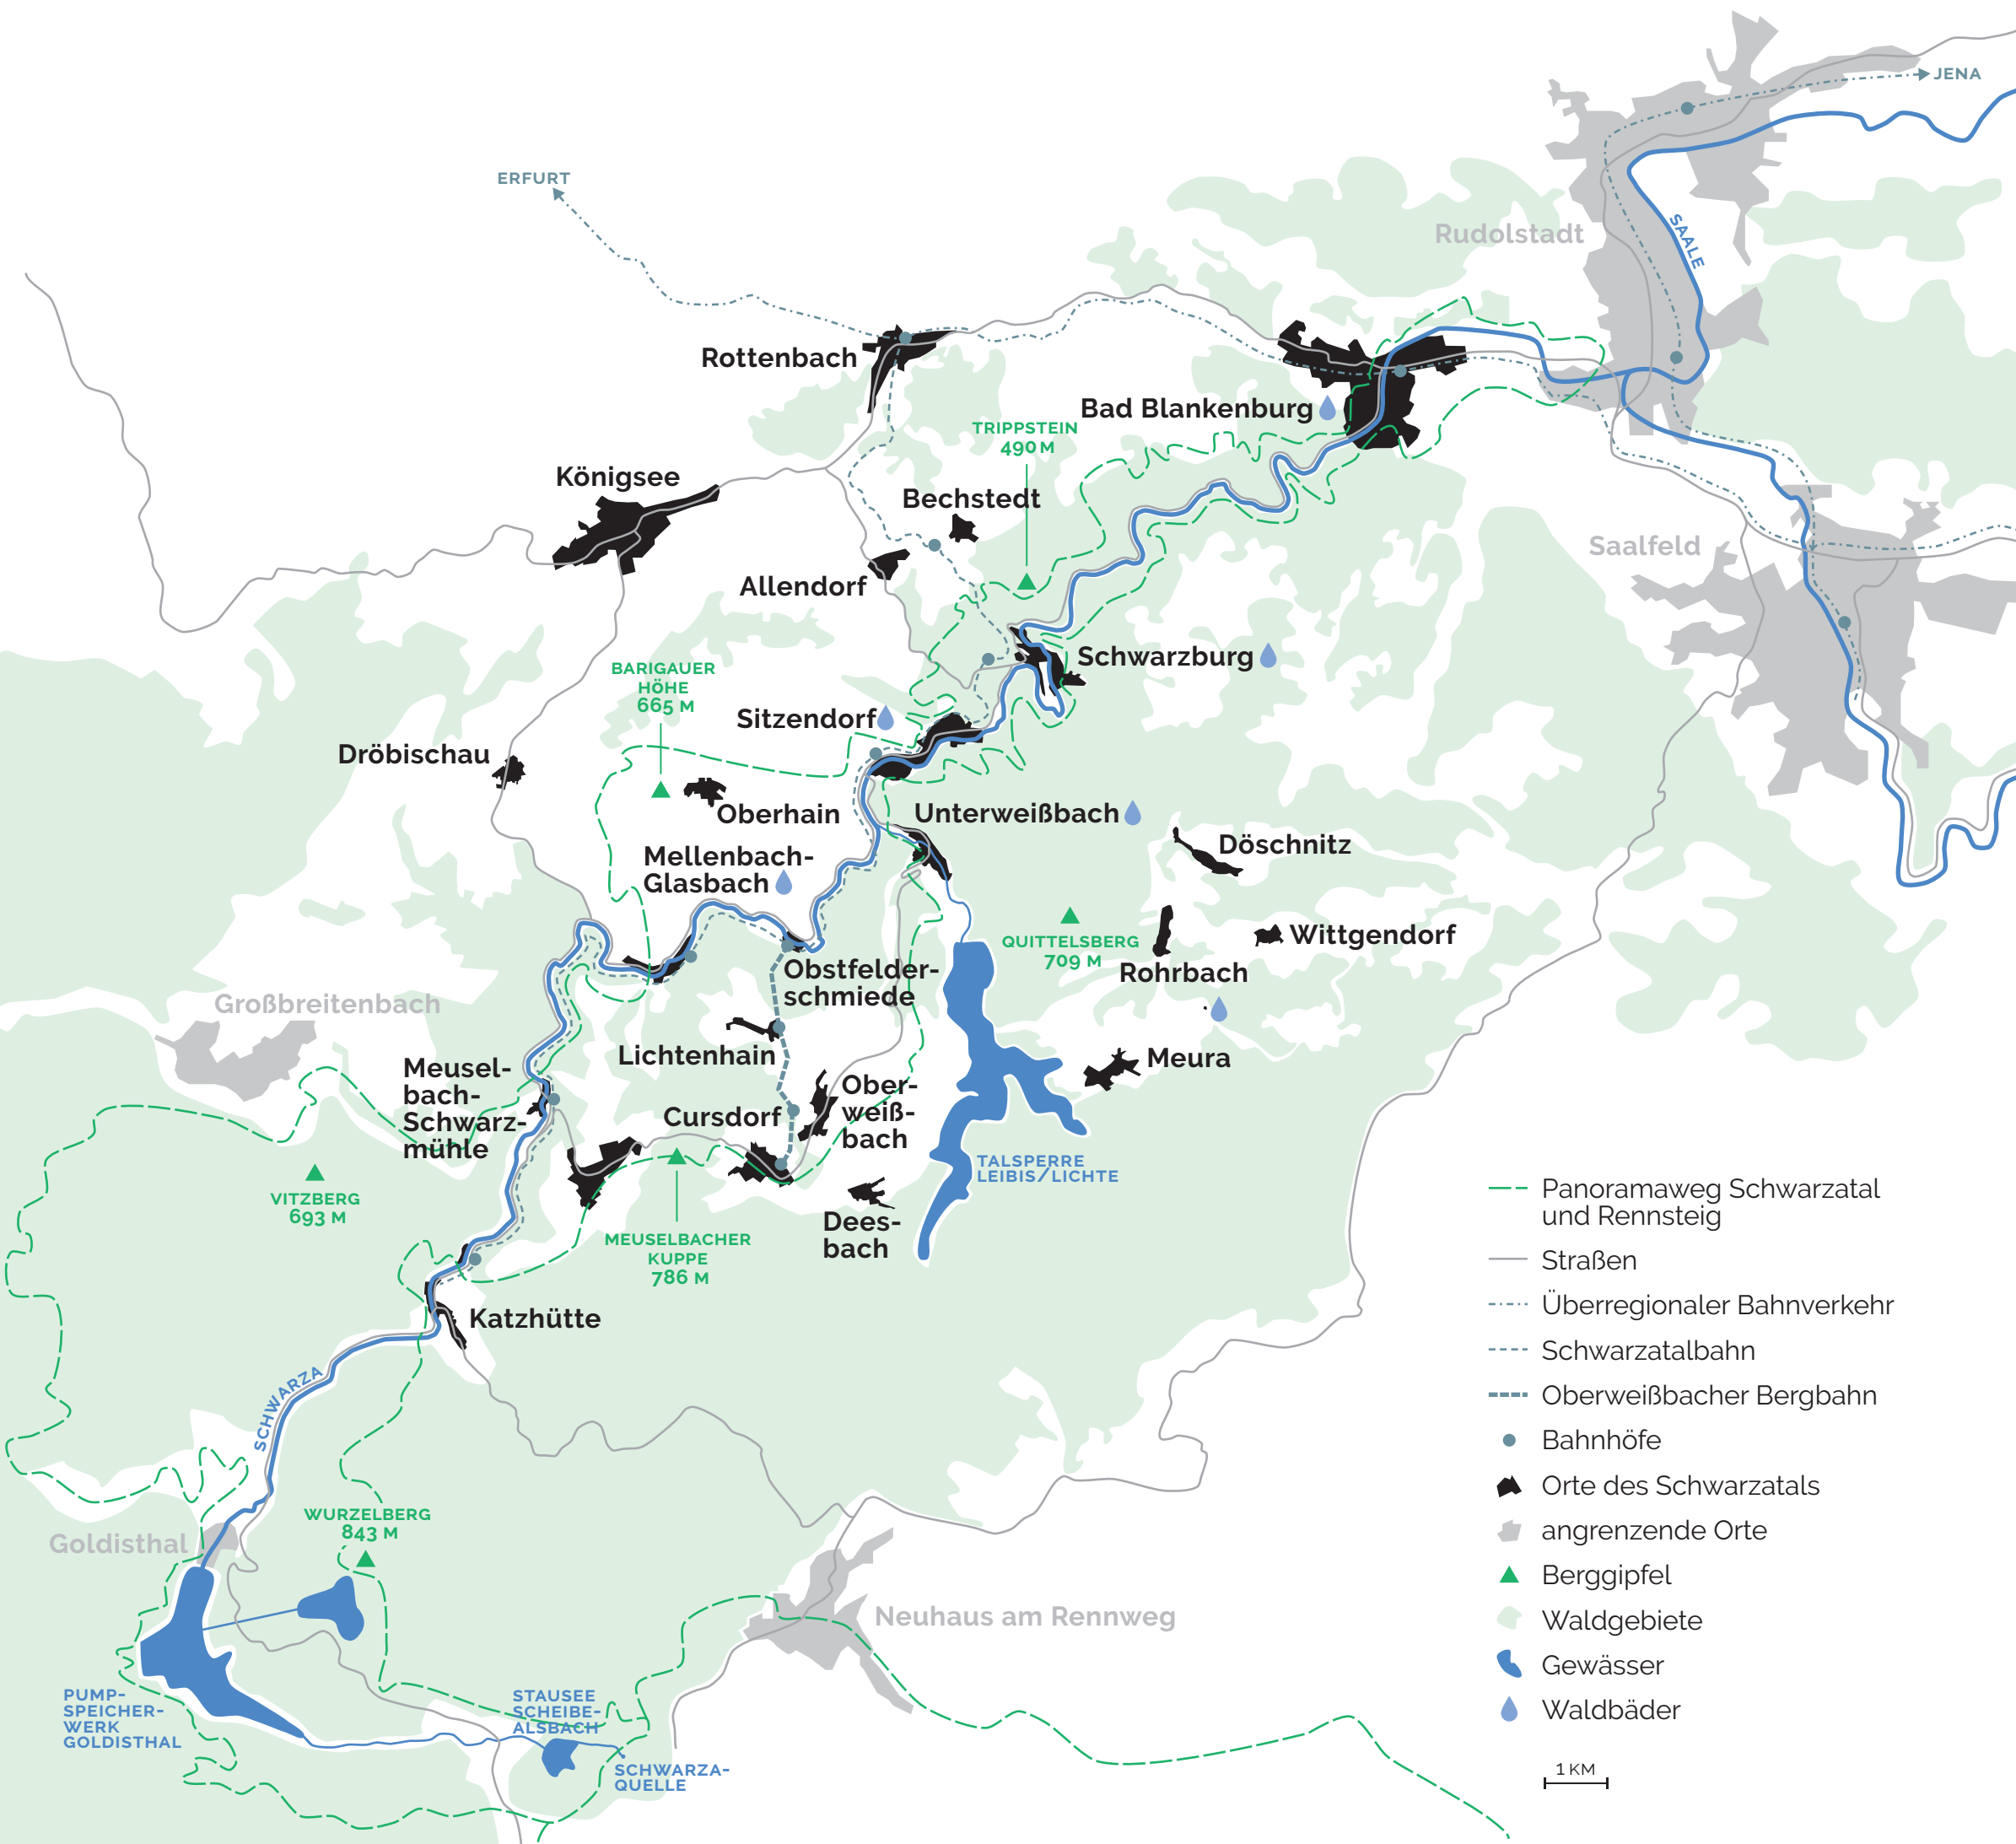 JENA
ERFURT
Rudolstadt
SAALE
Rottenbach
Bad Blankenburg
TRIPPSTEIN
490 M
Königsee
Bechstedt
Saalfeld
Allendorf
Schwarzburg
BARIGAUER
HÖHE
665 M
Sitzendorf
Dröbischau
Oberhain
Unterweißbach
Döschnitz
Mellenbach-
Glasbach
QUITTELSBERG
709 M
Wittgendorf
Rohrbach
Obstfelder-
schmiede
Großbreitenbach
Lichtenhain
Meura
Meusel-
bach-
Schwarz-
mühle
Ober-
weiß-
bach
Cursdorf
TALSPERRE
LEIBIS/LICHTE
VITZBERG
693 M
Dees-
bach
MEUSELBACHER
KUPPE
786 M
Katzhütte
SCHWARZA
WURZELBERG
843 M
Goldisthal
Neuhaus am Rennweg
PUMP-
SPEICHER-
WERK
GOLDISTHAL
STAUSEE
SCHEIBE-
ALSBACH
SCHWARZA-
QUELLE
Panoramaweg Schwarzatal
und Rennsteig
Straßen
Überregionaler Bahnverkehr
Schwarzatalbahn
Oberweißbacher Bergbahn
Bahnhöfe
Orte des Schwarzatals
angrenzende Orte
Berggipfel
Waldgebiete
Gewässer
Waldbäder
1 KM